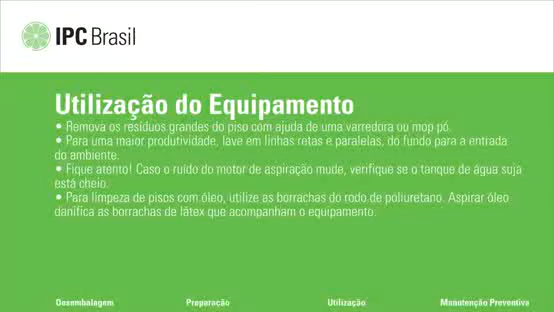 IPC Brasil
Utilização do Equipamento
• Remova os resíduos grandes do piso com ajuda de uma varredora ou mop pó.
• Para uma maior produtividade, lave em linhas retas e paralelas, do fundo para a entrada
do ambiente.
• Fique atento! Caso o ruído do motor de aspiração mude, verifique se o tanque de água suja
está cheio.
• Para limpeza de pisos com óleo, utilize as borrachas do rodo de poliuretano. Aspirar óleo
danifica as borrachas de látex que acompanham o equipamento.
Desembalagem Preparação Utilização Manutenção Preventiva